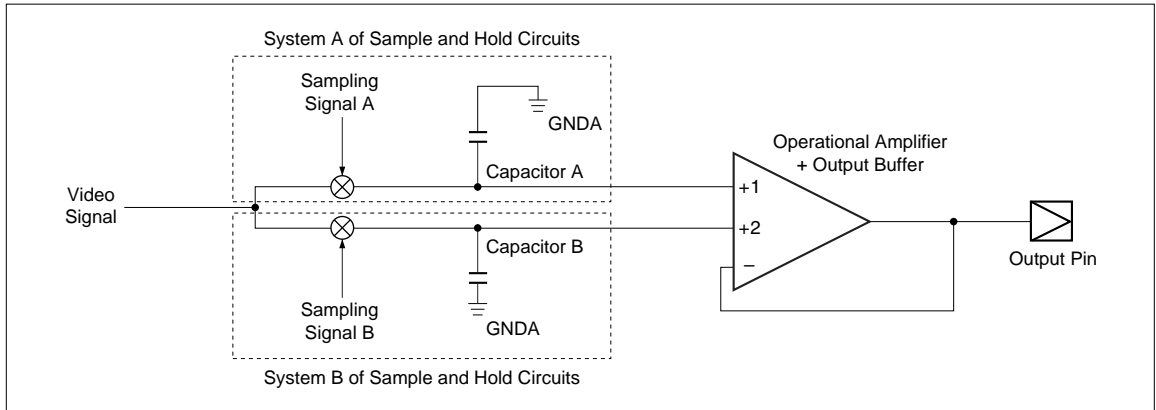 System A of Sample and Hold Circuits
Sampling
Signal A
GNDA
Capacitor A
Operational Amplifier
+ Output Buffer
Video
Signal
+1
+2
−
Capacitor B
Output Pin
Sampling
Signal B
GNDA
System B of Sample and Hold Circuits